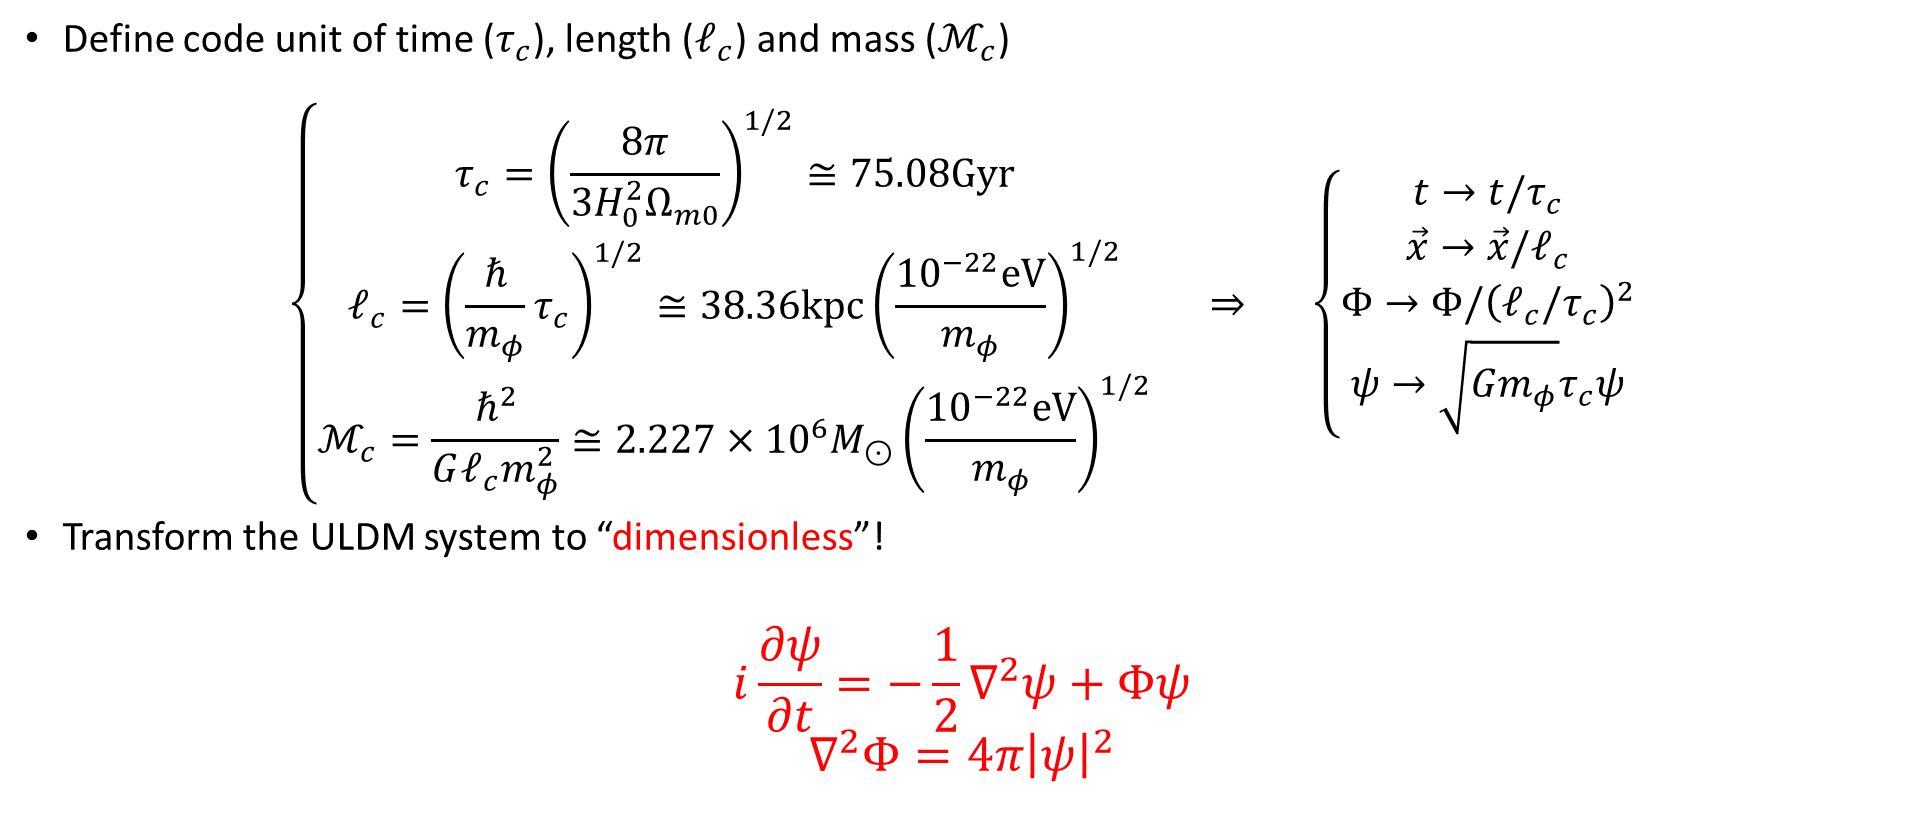 • Define code unit of time (τ_c), length (ℓ_c) and mass (ℳ_c)
τ_c = (8π / 3H_0^2 Ω_{m0})^{1/2} ≅ 75.08Gyr
ℓ_c = (ħ / m_ϕ τ_c)^{1/2} ≅ 38.36kpc (10^{−22}eV / m_ϕ)^{1/2}
ℳ_c = ħ^2 / Gℓ_c m_ϕ^2 ≅ 2.227 × 10^6 M_⊙ (10^{−22}eV / m_ϕ)^{1/2}
⇒
t → t/τ_c
x⃗ → x⃗/ℓ_c
Φ → Φ/(ℓ_c/τ_c)^2
ψ → √(Gm_ϕ) τ_c ψ
• Transform the ULDM system to “dimensionless”!
i ∂ψ/∂t = −1/2 ∇^2ψ + Φψ
∇^2Φ = 4π|ψ|^2